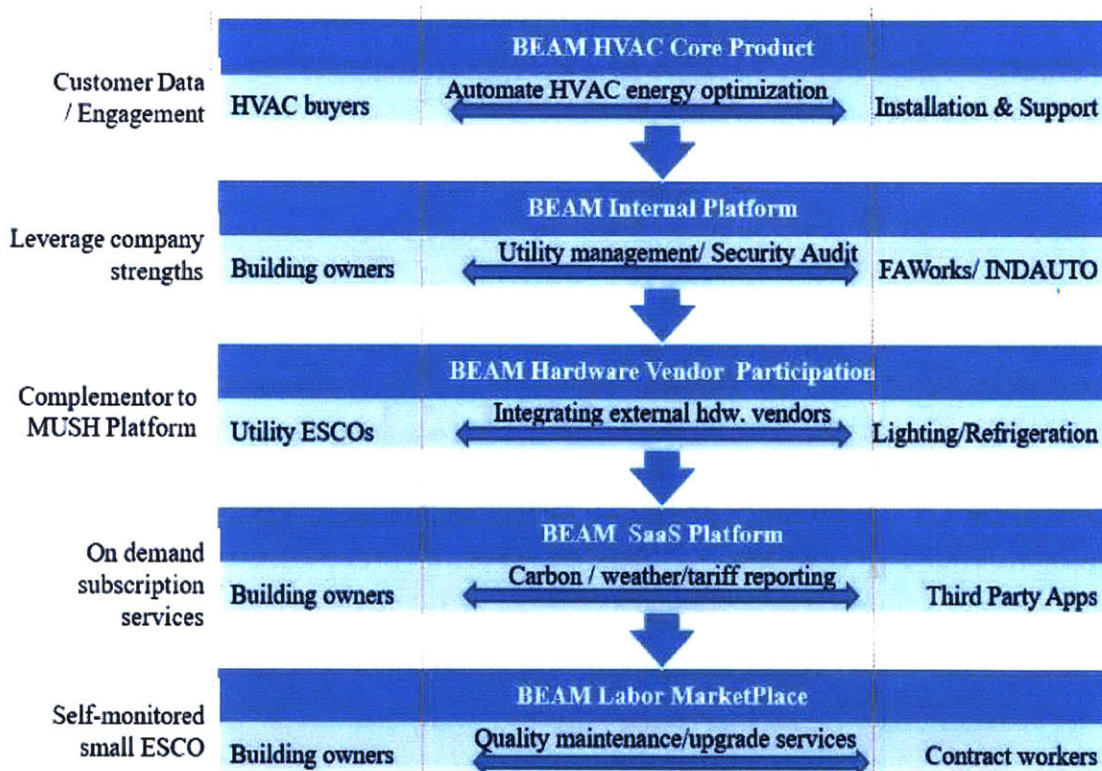 BEAM HVAC Core Product
Customer Data
/ Engagement
HVAC buyers
Automate HVAC energy optimization
Installation & Support
BEAM Internal Platform
Leverage company
strengths
Building owners
Utility management/ Security Audit
FAWorks/ INDAUTO
BEAM Hardware Vendor Participation
Complementor to
MUSH Platform
Utility ESCOs
Integrating external hdw. vendors
Lighting/Refrigeration
BEAM SaaS Platform
On demand
subscription
services
Building owners
Carbon / weather/tariff reporting
Third Party Apps
BEAM Labor MarketPlace
Self-monitored
small ESCO
Building owners
Quality maintenance/upgrade services
Contract workers